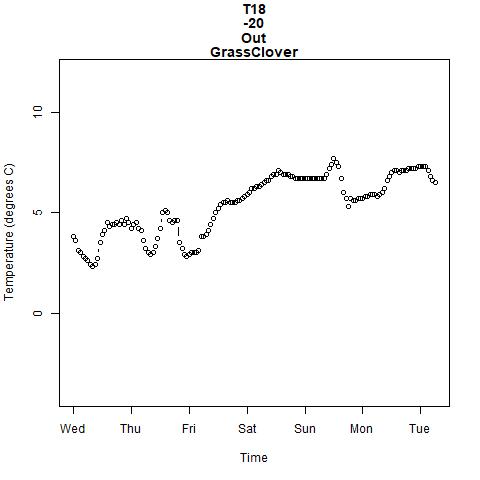 T18
-20
Out
GrassClover
Temperature (degrees C)
10
5
0
Wed Thu Fri Sat Sun Mon Tue
Time